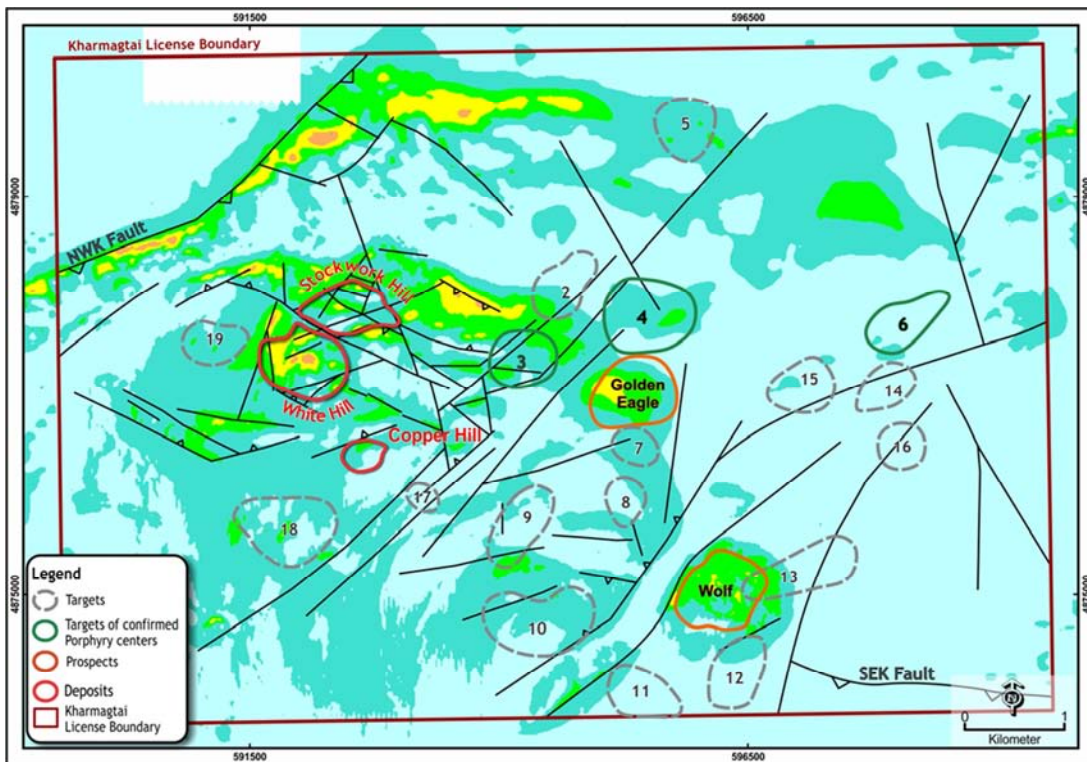 591500
596500
Kharmagtai License Boundary
5
4879000
4879000
NWK Fault
Stockwork Hill
2
4
6
19
3
White Hill
Golden
Eagle
15
14
Copper Hill
7
16
17
8
18
9
Legend
Targets
Targets of confirmed
Porphyry centers
Prospects
Deposits
Kharmagtai
License Boundary
13
Wolf
4875000
4875000
10
12
11
SEK Fault
N
0
1
Kilometer
591500
596500